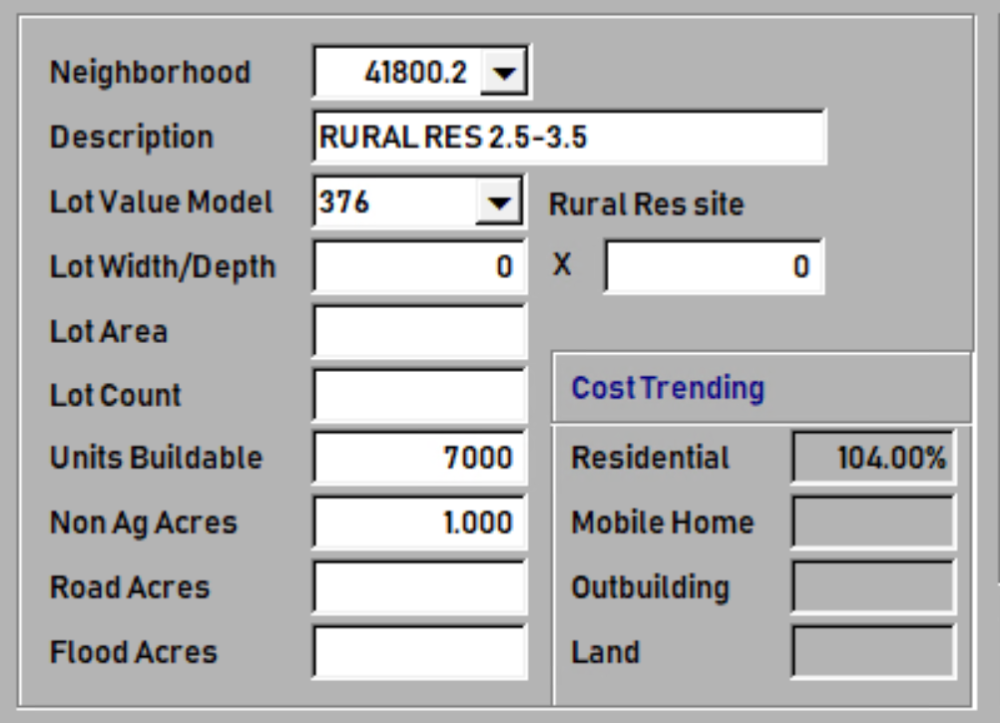 Neighborhood 41800.2
Description RURAL RES 2.5-3.5
Lot Value Model 376 Rural Res site
Lot Width/Depth 0 X 0
Lot Area
Lot Count
Cost Trending
Units Buildable 7000 Residential 104.00%
Non Ag Acres 1.000 Mobile Home
Road Acres Outbuilding
Flood Acres Land